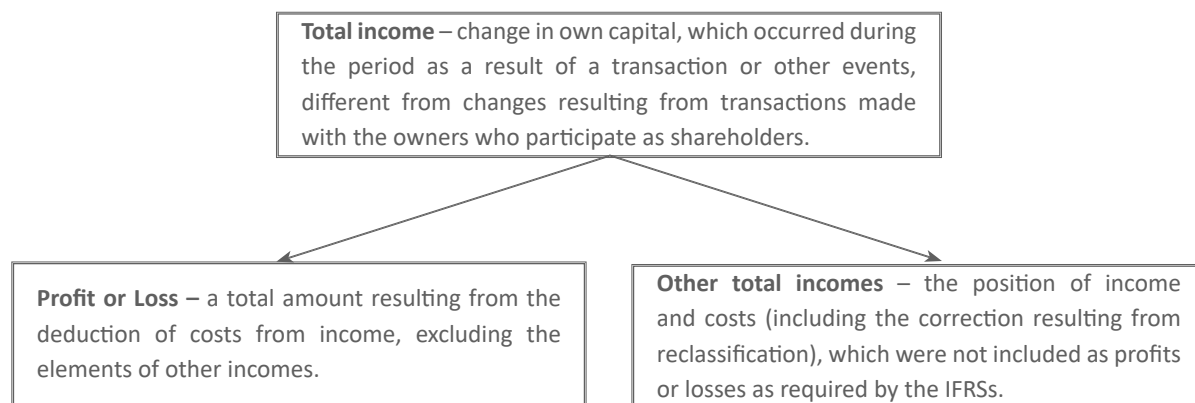 Total income – change in own capital, which occurred during
the period as a result of a transaction or other events,
different from changes resulting from transactions made
with the owners who participate as shareholders.
Profit or Loss – a total amount resulting from the
deduction of costs from income, excluding the
elements of other incomes.
Other total incomes – the position of income
and costs (including the correction resulting from
reclassification), which were not included as profits
or losses as required by the IFRSs.